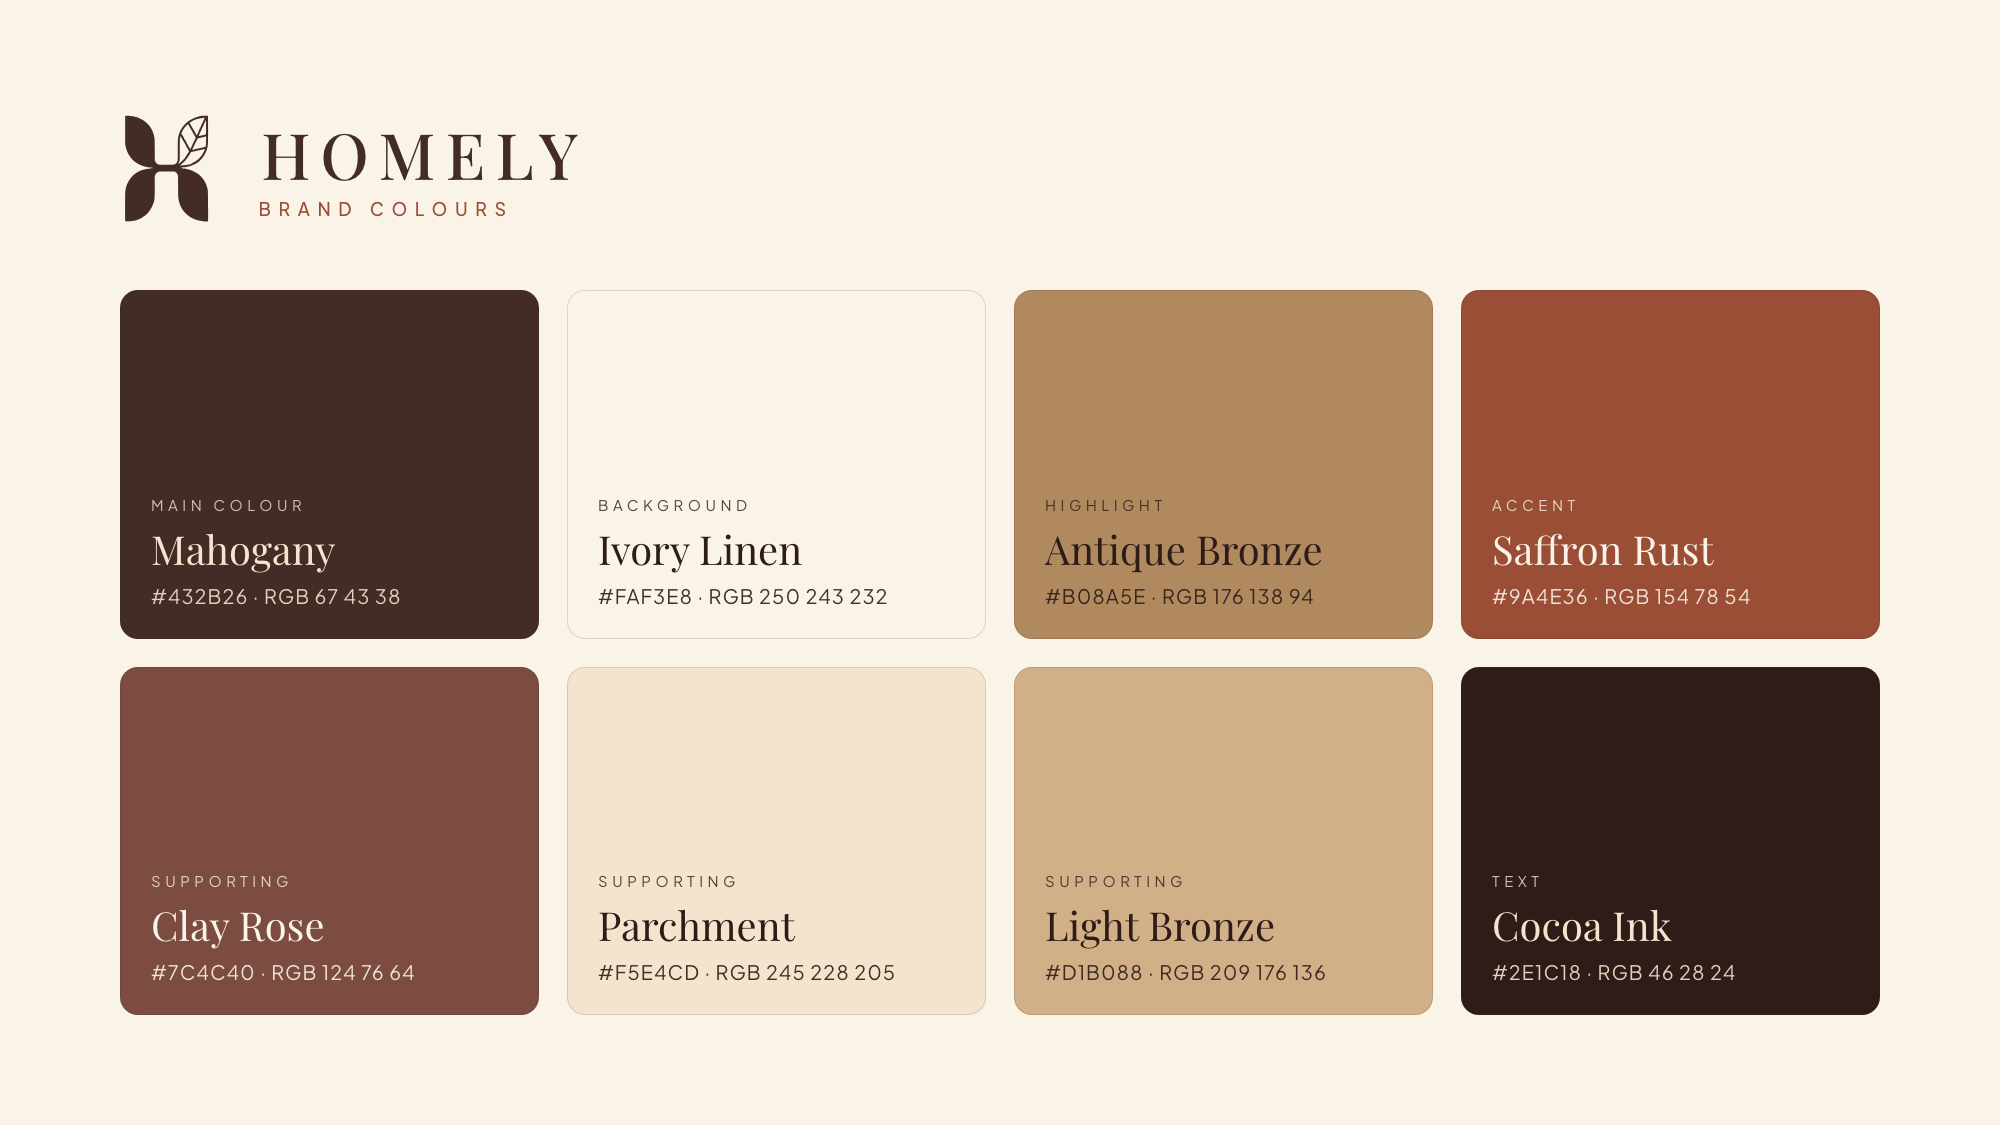 HOMELY
BRAND COLOURS
MAIN COLOUR
Mahogany
#432B26 · RGB 67 43 38
BACKGROUND
Ivory Linen
#FAF3E8 · RGB 250 243 232
HIGHLIGHT
Antique Bronze
#B08A5E · RGB 176 138 94
ACCENT
Saffron Rust
#9A4E36 · RGB 154 78 54
SUPPORTING
Clay Rose
#7C4C40 · RGB 124 76 64
SUPPORTING
Parchment
#F5E4CD · RGB 245 228 205
SUPPORTING
Light Bronze
#D1B088 · RGB 209 176 136
TEXT
Cocoa Ink
#2E1C18 · RGB 46 28 24